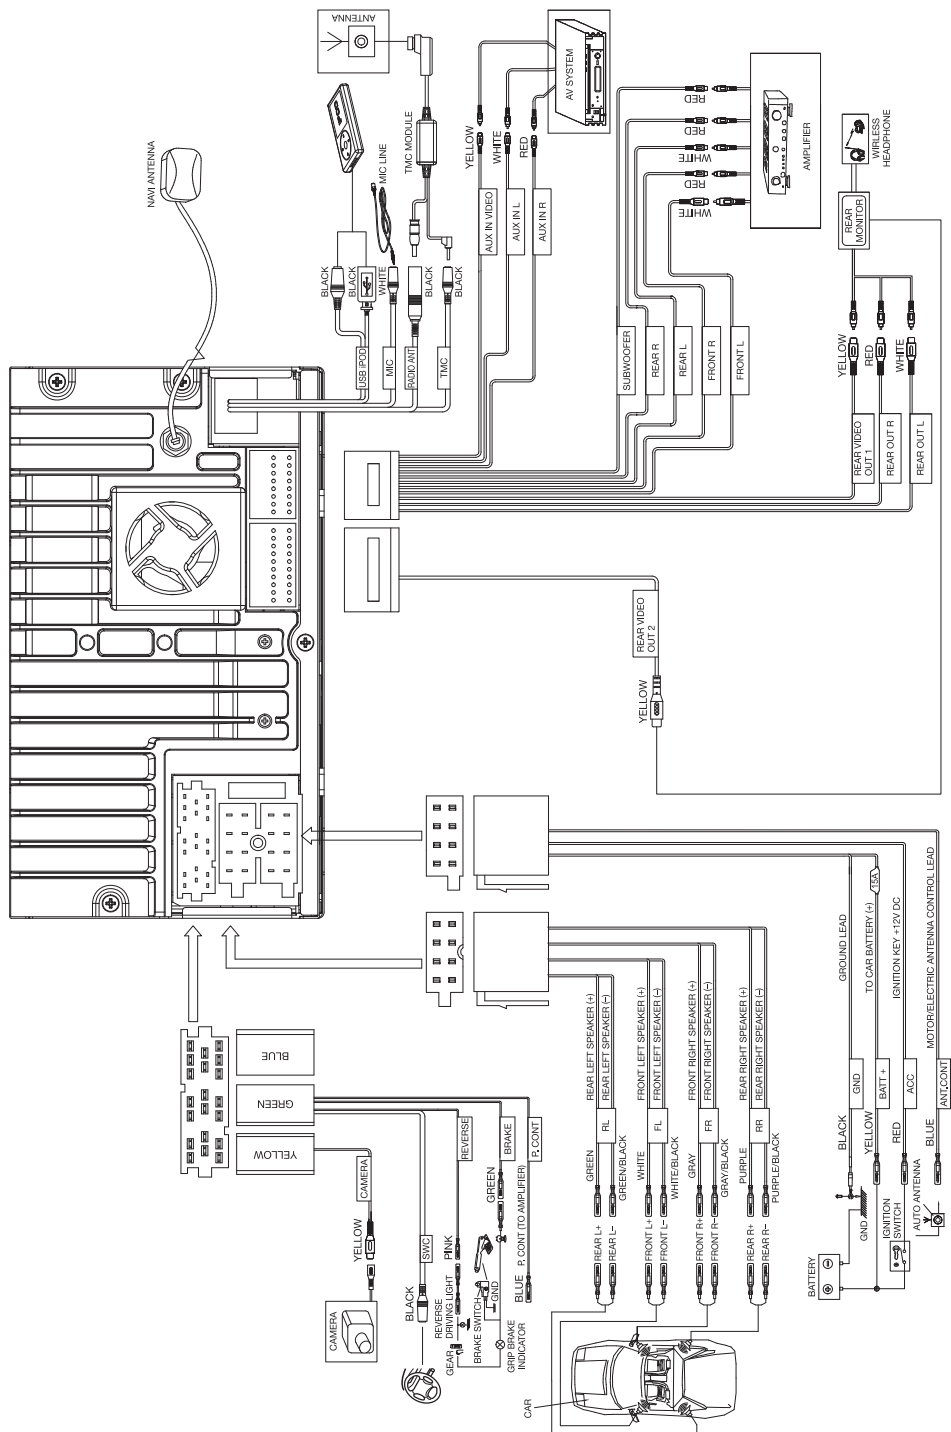 ANTENNA
NAVI ANTENNA
TMC MODULE
MIC LINE
BLACK
BLACK
WHITE
BLACK
BLACK
USB iPOD
MIC
RADIO ANT
TMC
AV SYSTEM
YELLOW
WHITE
RED
AUX IN VIDEO
AUX IN L
AUX IN R
AMPLIFIER
RED
RED
WHITE
RED
WHITE
SUBWOOFER
REAR R
REAR L
FRONT R
FRONT L
WIRLESS
HEADPHONE
REAR
MONITOR
YELLOW
RED
WHITE
REAR VIDEO
OUT 1
REAR OUT R
REAR OUT L
REAR VIDEO
OUT 2
YELLOW
BLUE
GREEN
YELLOW
CAMERA
YELLOW
CAMERA
SWC
BLACK
REVERSE
PINK
REVERSE
DRIVING LIGHT
GEAR
BRAKE
GREEN
BRAKE SWITCH
GND
GRIP BRAKE
INDICATOR
P. CONT
P. CONT (TO AMPLIFIER)
BLUE
REAR LEFT SPEAKER (+)
REAR LEFT SPEAKER (−)
FRONT LEFT SPEAKER (+)
FRONT LEFT SPEAKER (−)
FRONT RIGHT SPEAKER (+)
FRONT RIGHT SPEAKER (−)
REAR RIGHT SPEAKER (+)
REAR RIGHT SPEAKER (−)
RL
FL
FR
RR
GREEN
GREEN/BLACK
WHITE
WHITE/BLACK
GRAY
GRAY/BLACK
PURPLE
PURPLE/BLACK
REAR L+
REAR L−
FRONT L+
FRONT L−
FRONT R+
FRONT R−
REAR R+
REAR R−
CAR
GROUND LEAD
TO CAR BATTERY (+)
15A
IGNITION KEY +12V DC
MOTOR/ELECTRIC ANTENNA CONTROL LEAD
GND
BATT +
ACC
ANT.CONT
BLACK
YELLOW
RED
BLUE
GND
IGNITION
SWITCH
AUTO ANTENNA
BATTERY